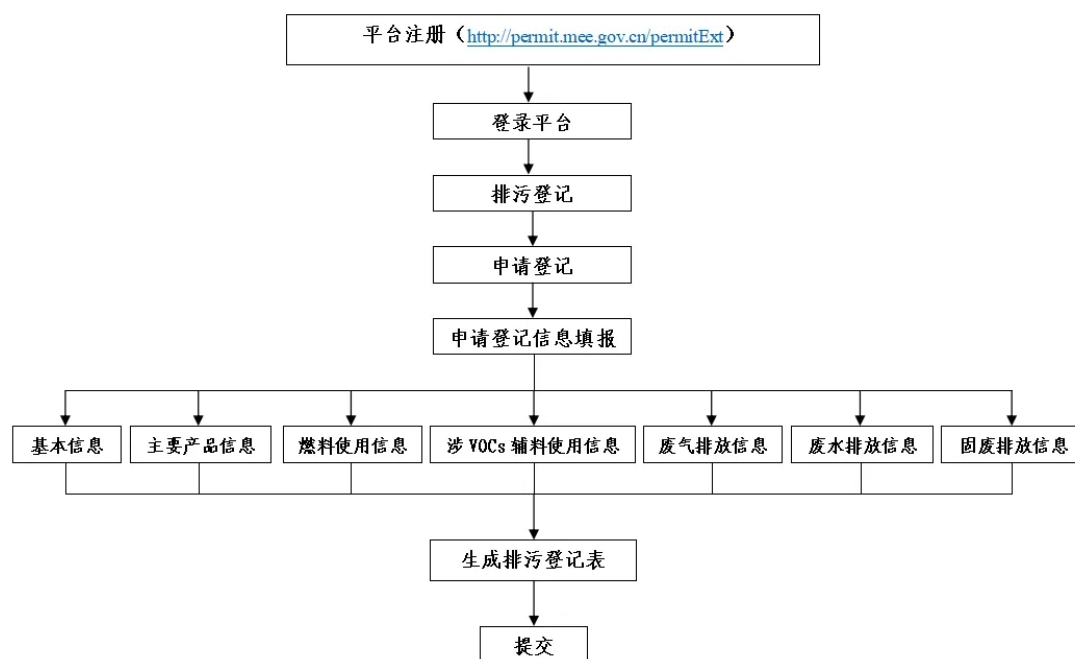 平台注册（http://permit.mee.gov.cn/permitExt）
登录平台
排污登记
申请登记
申请登记信息填报
基本信息
主要产品信息
燃料使用信息
涉VOCs辅料使用信息
废气排放信息
废水排放信息
固废排放信息
生成排污登记表
提交